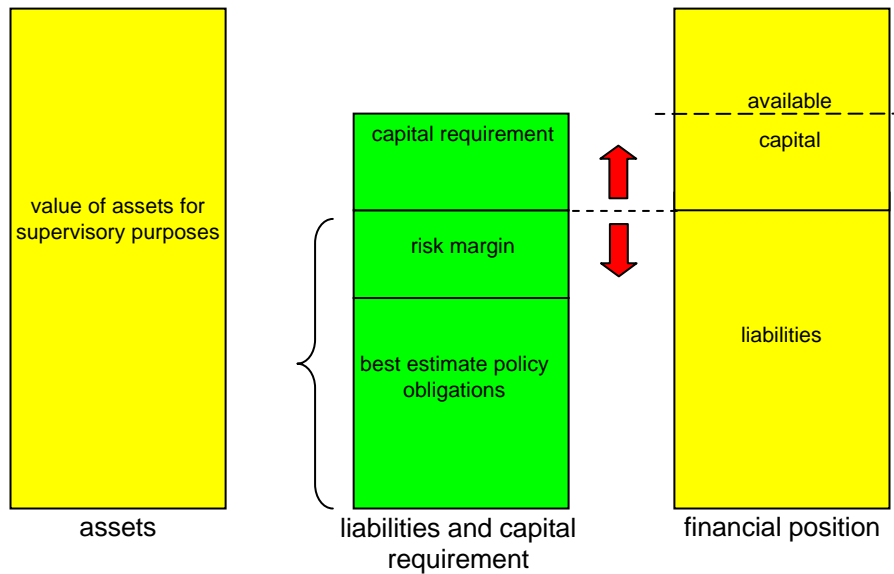 value of assets for
supervisory purposes
assets
capital requirement
risk margin
best estimate policy
obligations
liabilities and capital
requirement
available
capital
liabilities
financial position